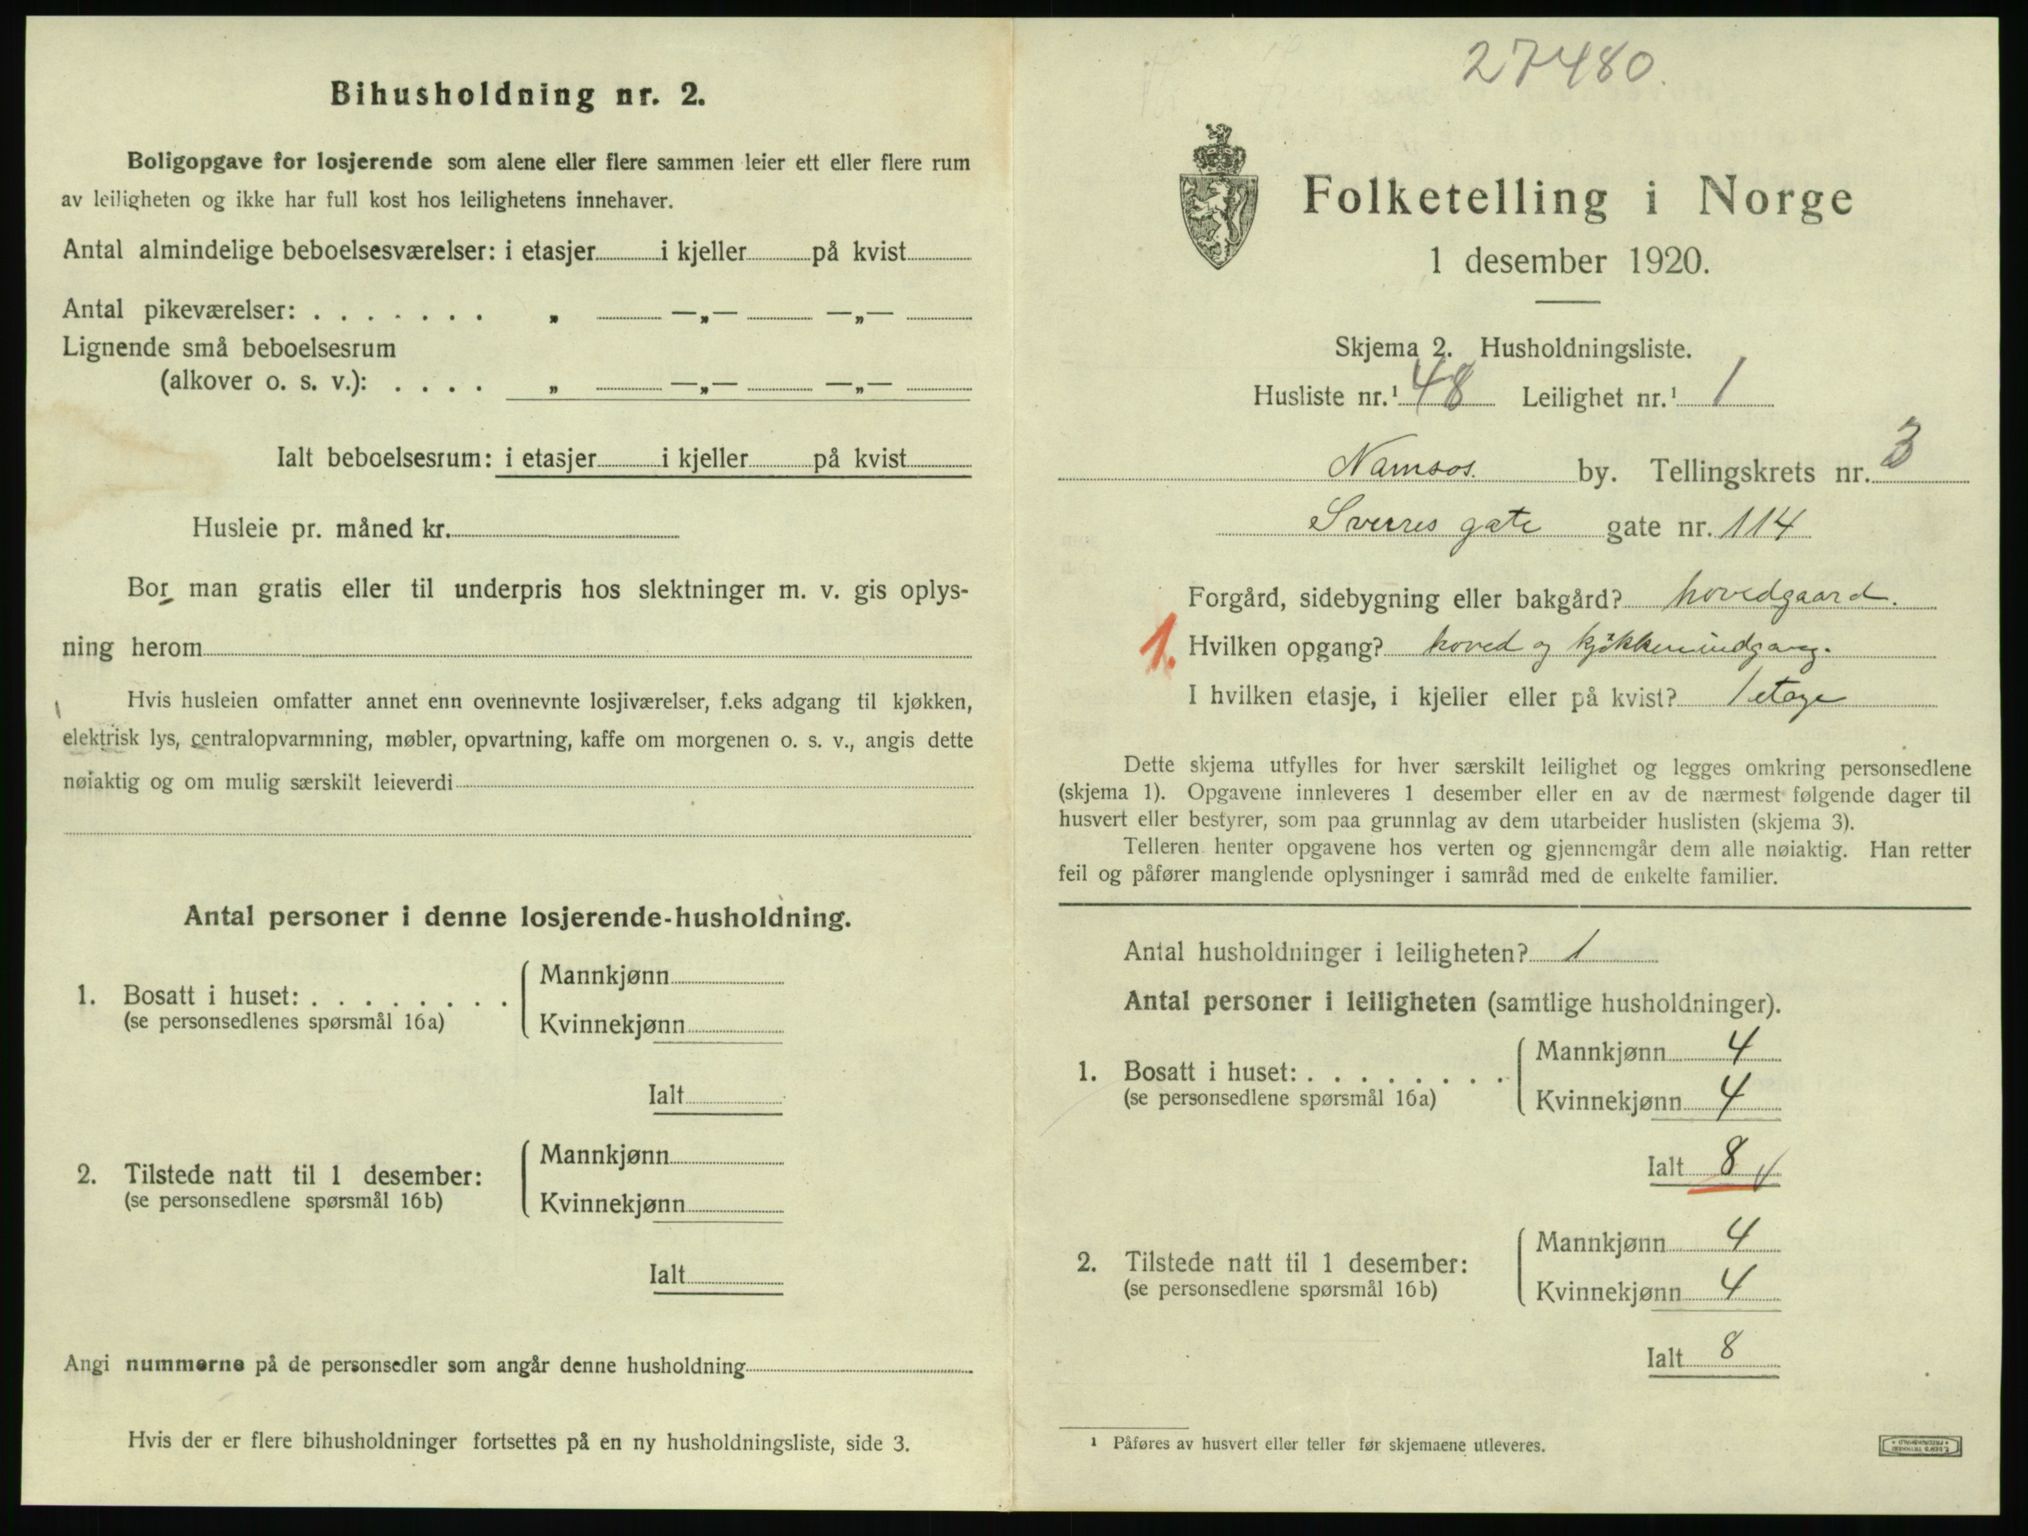 Bihusholdning nr. 2.
Boligopgave for losjerende som alene eller flere sammen leier ett eller flere rum
av leiligheten og ikke har full kost hos leilighetens innehaver.
Antal almindelige beboelsesværelser: i etasjer i kjeller på kvist
Antal pikeværelser: . . . . . . . „ —„— —„—
Lignende små beboelsesrum
(alkover o. s. v.): . . . . „ —„— —„—
Ialt beboelsesrum: i etasjer i kjeller på kvist
Husleie pr. måned kr.
Bor man gratis eller til underpris hos slektninger m. v. gis oplys-
ning herom
Hvis husleien omfatter annet enn ovennevnte losjiværelser, f.eks adgang til kjøkken,
elektrisk lys, centralopvarmning, møbler, opvartning, kaffe om morgenen o. s. v., angis dette
nøiaktig og om mulig særskilt leieverdi
Antal personer i denne losjerende-husholdning.
1. Bosatt i huset: . . . . . . . . Mannkjønn
(se personsedlenes spørsmål 16a) Kvinnekjønn
Ialt
2. Tilstede natt til 1 desember: Mannkjønn
(se personsedlene spørsmål 16b) Kvinnekjønn
Ialt
Angi nummerne på de personsedler som angår denne husholdning
Hvis der er flere bihusholdninger fortsettes på en ny husholdningsliste, side 3.
27480.
Folketelling i Norge
1 desember 1920.
Skjema 2. Husholdningsliste.
Husliste nr.¹ 48 Leilighet nr.¹ 1
Namsos. by. Tellingskrets nr. 3
Sverres gate gate nr. 114
Forgård, sidebygning eller bakgård? hovedgaard.
1. Hvilken opgang? hoved og kjökkenindgang.
I hvilken etasje, i kjeller eller på kvist? 1 etage
Dette skjema utfylles for hver særskilt leilighet og legges omkring personsedlene
(skjema 1). Opgavene innleveres 1 desember eller en av de nærmest følgende dager til
husvert eller bestyrer, som paa grunnlag av dem utarbeider huslisten (skjema 3).
Telleren henter opgavene hos verten og gjennemgår dem alle nøiaktig. Han retter
feil og påfører manglende oplysninger i samråd med de enkelte familier.
Antal husholdninger i leiligheten? 1
Antal personer i leiligheten (samtlige husholdninger).
1. Bosatt i huset: . . . . . . . . . Mannkjønn 4
(se personsedlene spørsmål 16a) Kvinnekjønn 4
Ialt 8 √
2. Tilstede natt til 1 desember: Mannkjønn 4
(se personsedlene spørsmål 16b) Kvinnekjønn 4
Ialt 8
¹ Påføres av husvert eller teller før skjemaene utleveres.